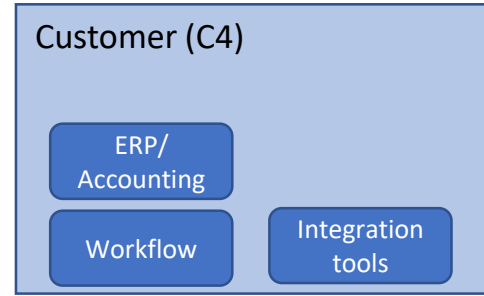 Customer (C4)
ERP/
Accounting
Workflow
Integration
tools